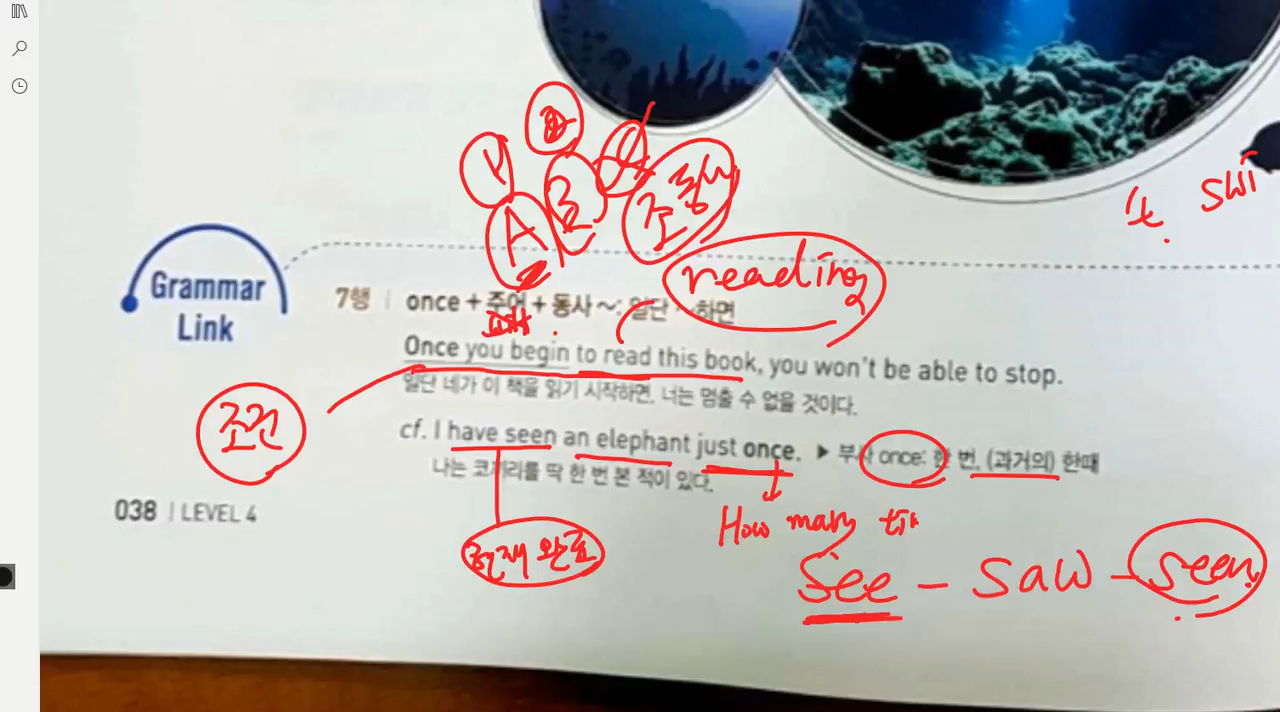 A B 조동사
't swi
reading
Grammar
Link
7행 | once + 주어 + 동사 ~: 일단 ~하면
Once you begin to read this book, you won't be able to stop.
일단 네가 이 책을 읽기 시작하면, 너는 멈출 수 없을 것이다.
조건
cf. I have seen an elephant just once. ▶ 부사 once: 한 번, (과거의) 한때
나는 코끼리를 딱 한 번 본 적이 있다.
038 | LEVEL 4
How many ti
현재 완료
see - saw - seen